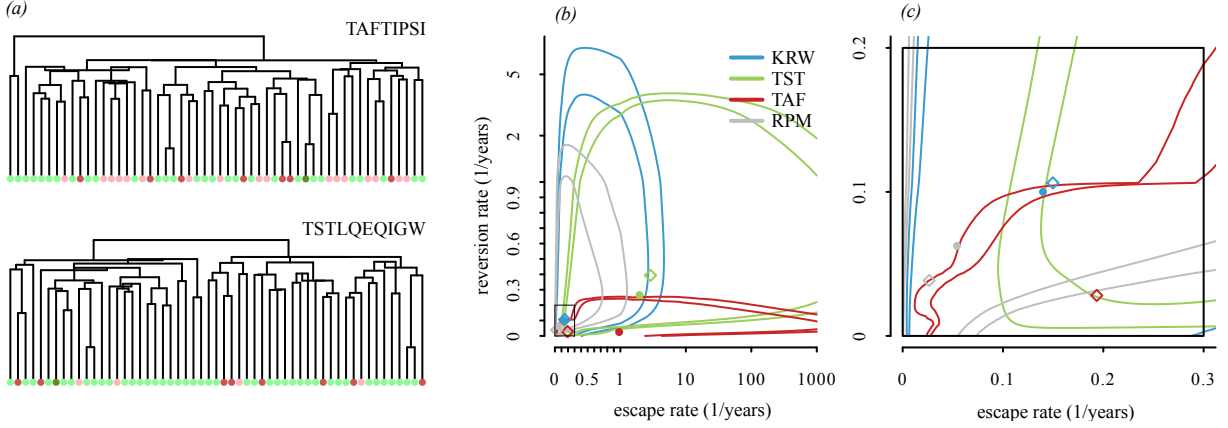 (a)
TAFTIPSI
TSTLQEQIGW
(b)
KRW
TST
TAF
RPM
reversion rate (1/years)
5
2
0.9
0.6
0.3
0
0 0.5 1 10 100 1000
escape rate (1/years)
(c)
0.2
0.1
0
0 0.1 0.2 0.3
escape rate (1/years)